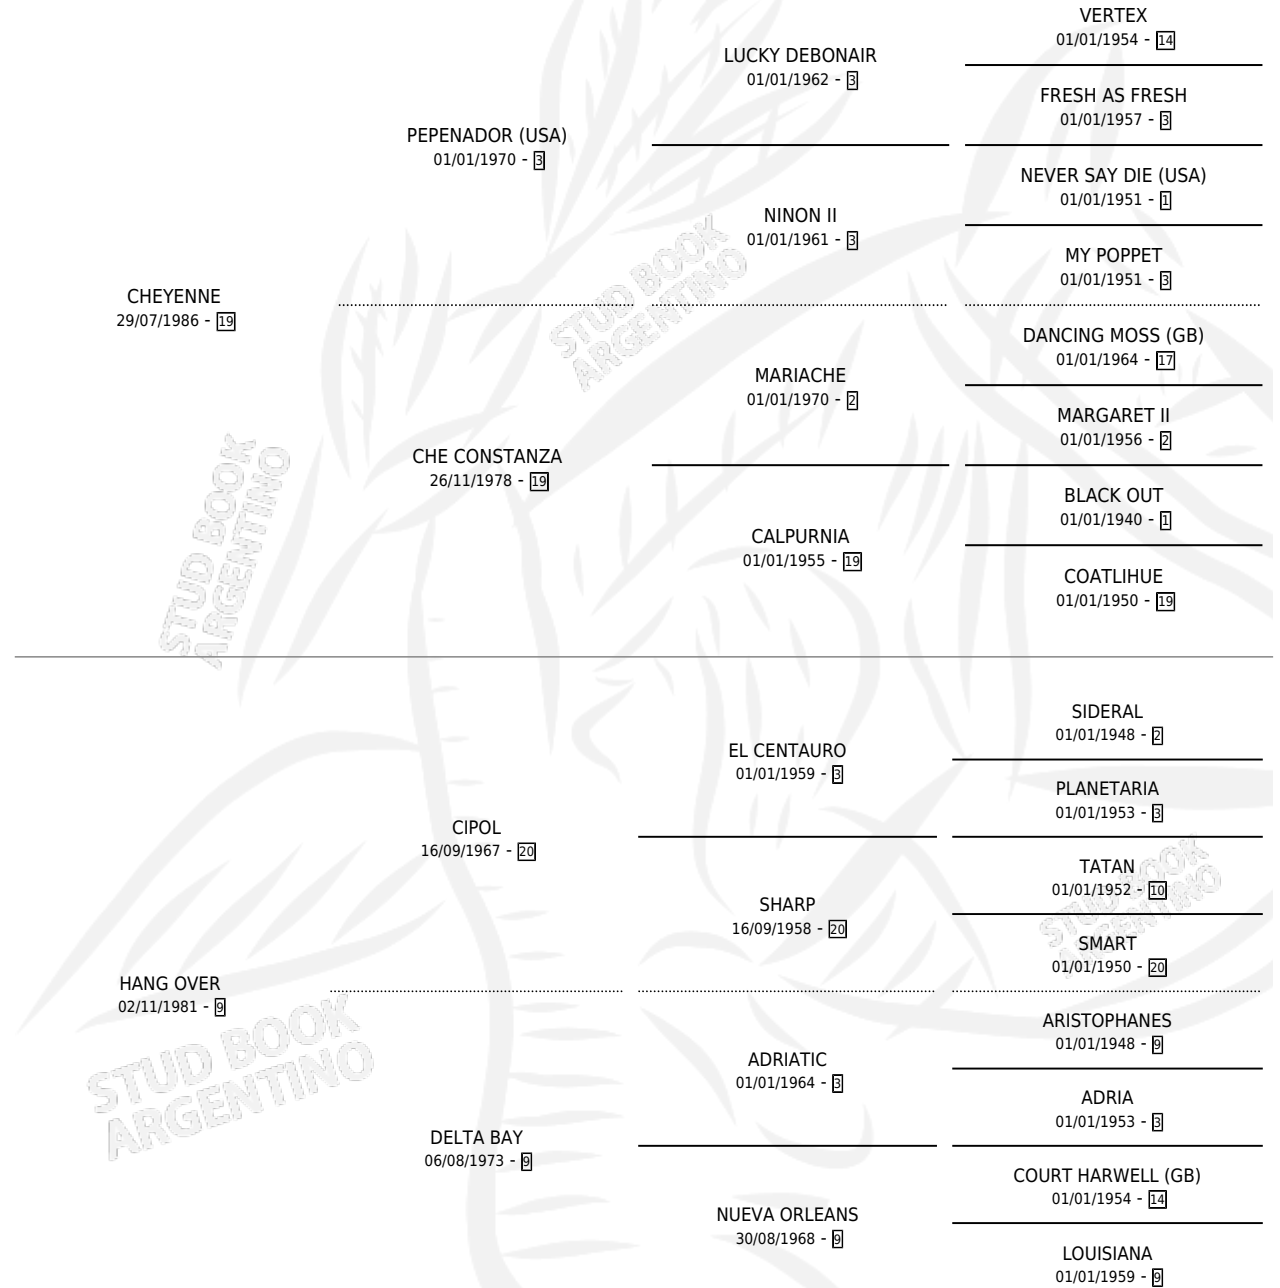 VERTEX
01/01/1954 - 14
LUCKY DEBONAIR
01/01/1962 - 3
FRESH AS FRESH
01/01/1957 - 3
PEPENADOR (USA)
01/01/1970 - 3
NEVER SAY DIE (USA)
01/01/1951 - 1
NINON II
01/01/1961 - 3
MY POPPET
01/01/1951 - 3
CHEYENNE
29/07/1986 - 19
DANCING MOSS (GB)
01/01/1964 - 17
MARIACHE
01/01/1970 - 2
MARGARET II
01/01/1956 - 2
CHE CONSTANZA
26/11/1978 - 19
BLACK OUT
01/01/1940 - 1
CALPURNIA
01/01/1955 - 19
COATLIHUE
01/01/1950 - 19
STUD BOOK
ARGENTINO
STUD BOOK
ARGENTINO
SIDERAL
01/01/1948 - 2
EL CENTAURO
01/01/1959 - 3
PLANETARIA
01/01/1953 - 3
CIPOL
16/09/1967 - 20
TATAN
01/01/1952 - 10
SHARP
16/09/1958 - 20
SMART
01/01/1950 - 20
STUD BOOK
ARGENTINO
HANG OVER
02/11/1981 - 9
ARISTOPHANES
01/01/1948 - 9
ADRIATIC
01/01/1964 - 3
ADRIA
01/01/1953 - 3
STUD BOOK
ARGENTINO
DELTA BAY
06/08/1973 - 9
COURT HARWELL (GB)
01/01/1954 - 14
NUEVA ORLEANS
30/08/1968 - 9
LOUISIANA
01/01/1959 - 9